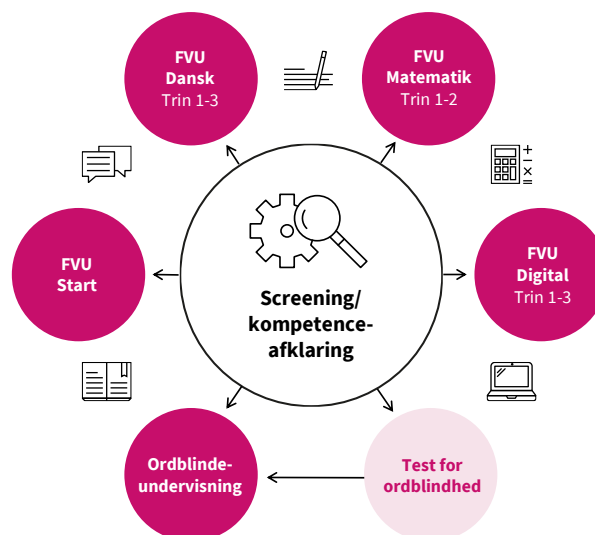 FVU
Dansk
Trin 1-3
FVU
Matematik
Trin 1-2
FVU
Start
Screening/
kompetence-
afklaring
FVU
Digital
Trin 1-3
Ordblinde-
undervisning
Test for
ordblindhed